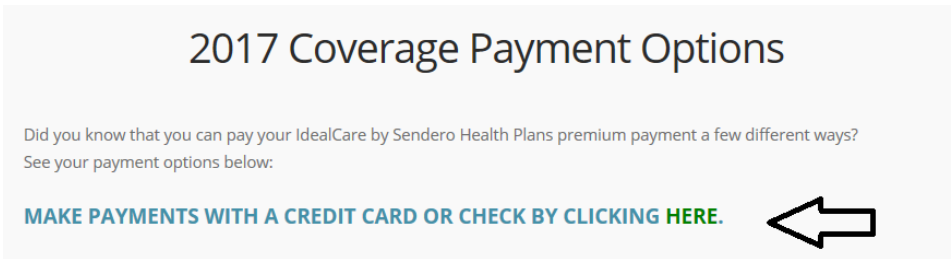 2017 Coverage Payment Options
Did you know that you can pay your IdealCare by Sendero Health Plans premium payment a few different ways?
See your payment options below:
MAKE PAYMENTS WITH A CREDIT CARD OR CHECK BY CLICKING HERE.